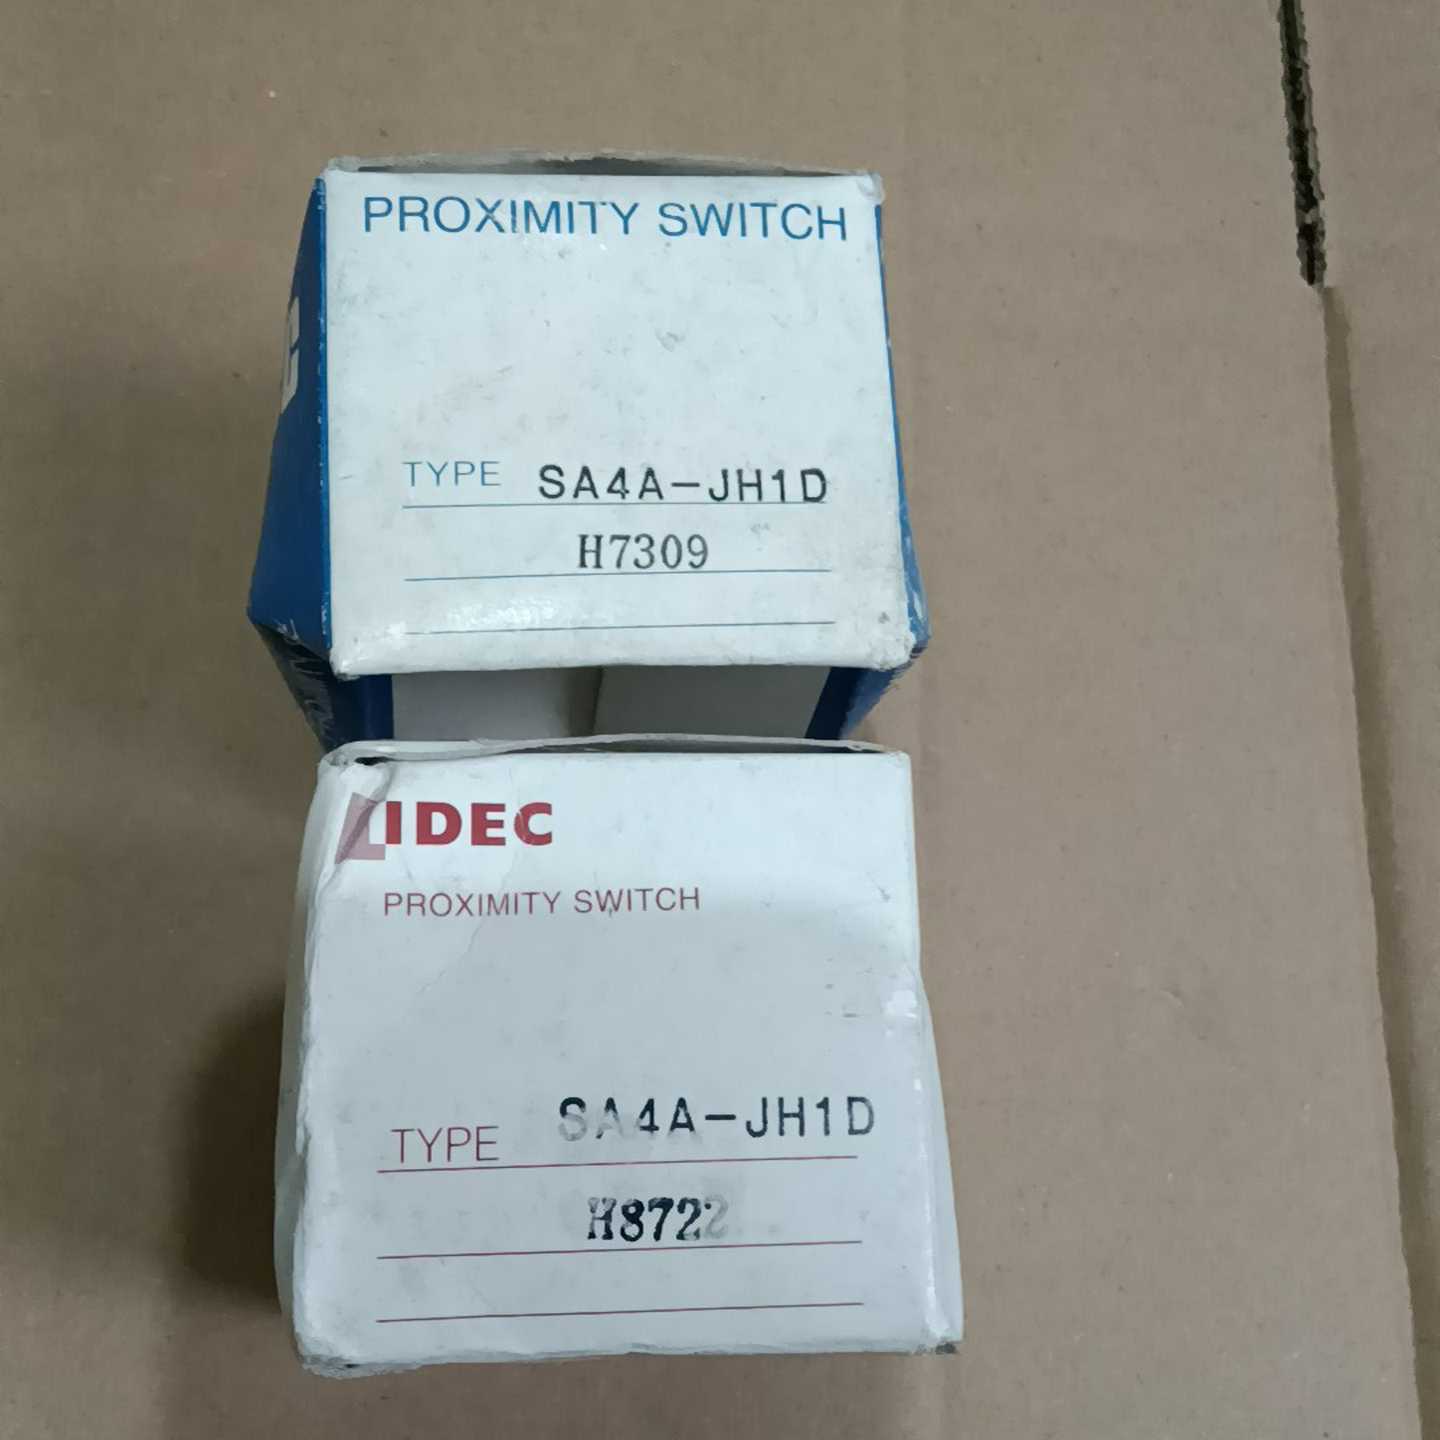 PROXIMITY SWITCH
TYPE SA4A-JH1D
H7309
IDEC
PROXIMITY SWITCH
TYPE SA4A-JH1D
H8722